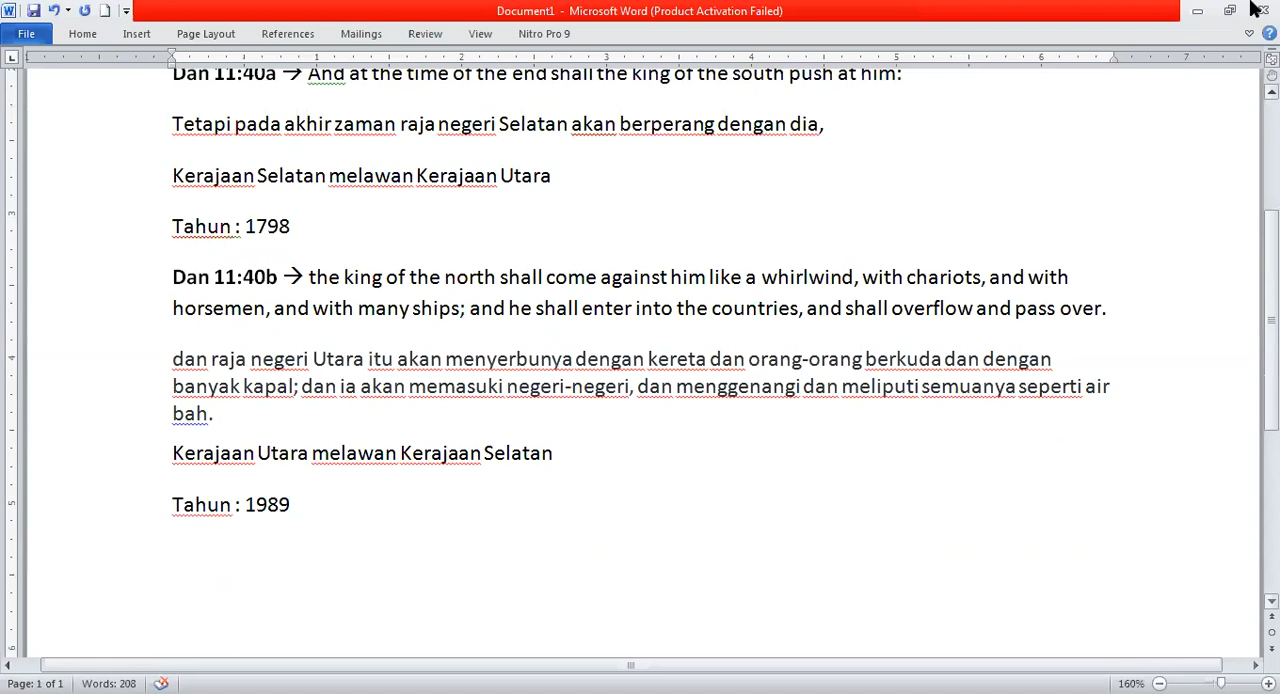 Document1 - Microsoft Word (Product Activation Failed)
File Home Insert Page Layout References Mailings Review View Nitro Pro 9
1 2 3 4 5 6 7
Dan 11:40a → And at the time of the end shall the king of the south push at him:
Tetapi pada akhir zaman raja negeri Selatan akan berperang dengan dia,
Kerajaan Selatan melawan Kerajaan Utara
Tahun : 1798
Dan 11:40b → the king of the north shall come against him like a whirlwind, with chariots, and with
horsemen, and with many ships; and he shall enter into the countries, and shall overflow and pass over.
dan raja negeri Utara itu akan menyerbunya dengan kereta dan orang-orang berkuda dan dengan
banyak kapal; dan ia akan memasuki negeri-negeri, dan menggenangi dan meliputi semuanya seperti air
bah.
Kerajaan Utara melawan Kerajaan Selatan
Tahun : 1989
Page: 1 of 1 Words: 208 160%